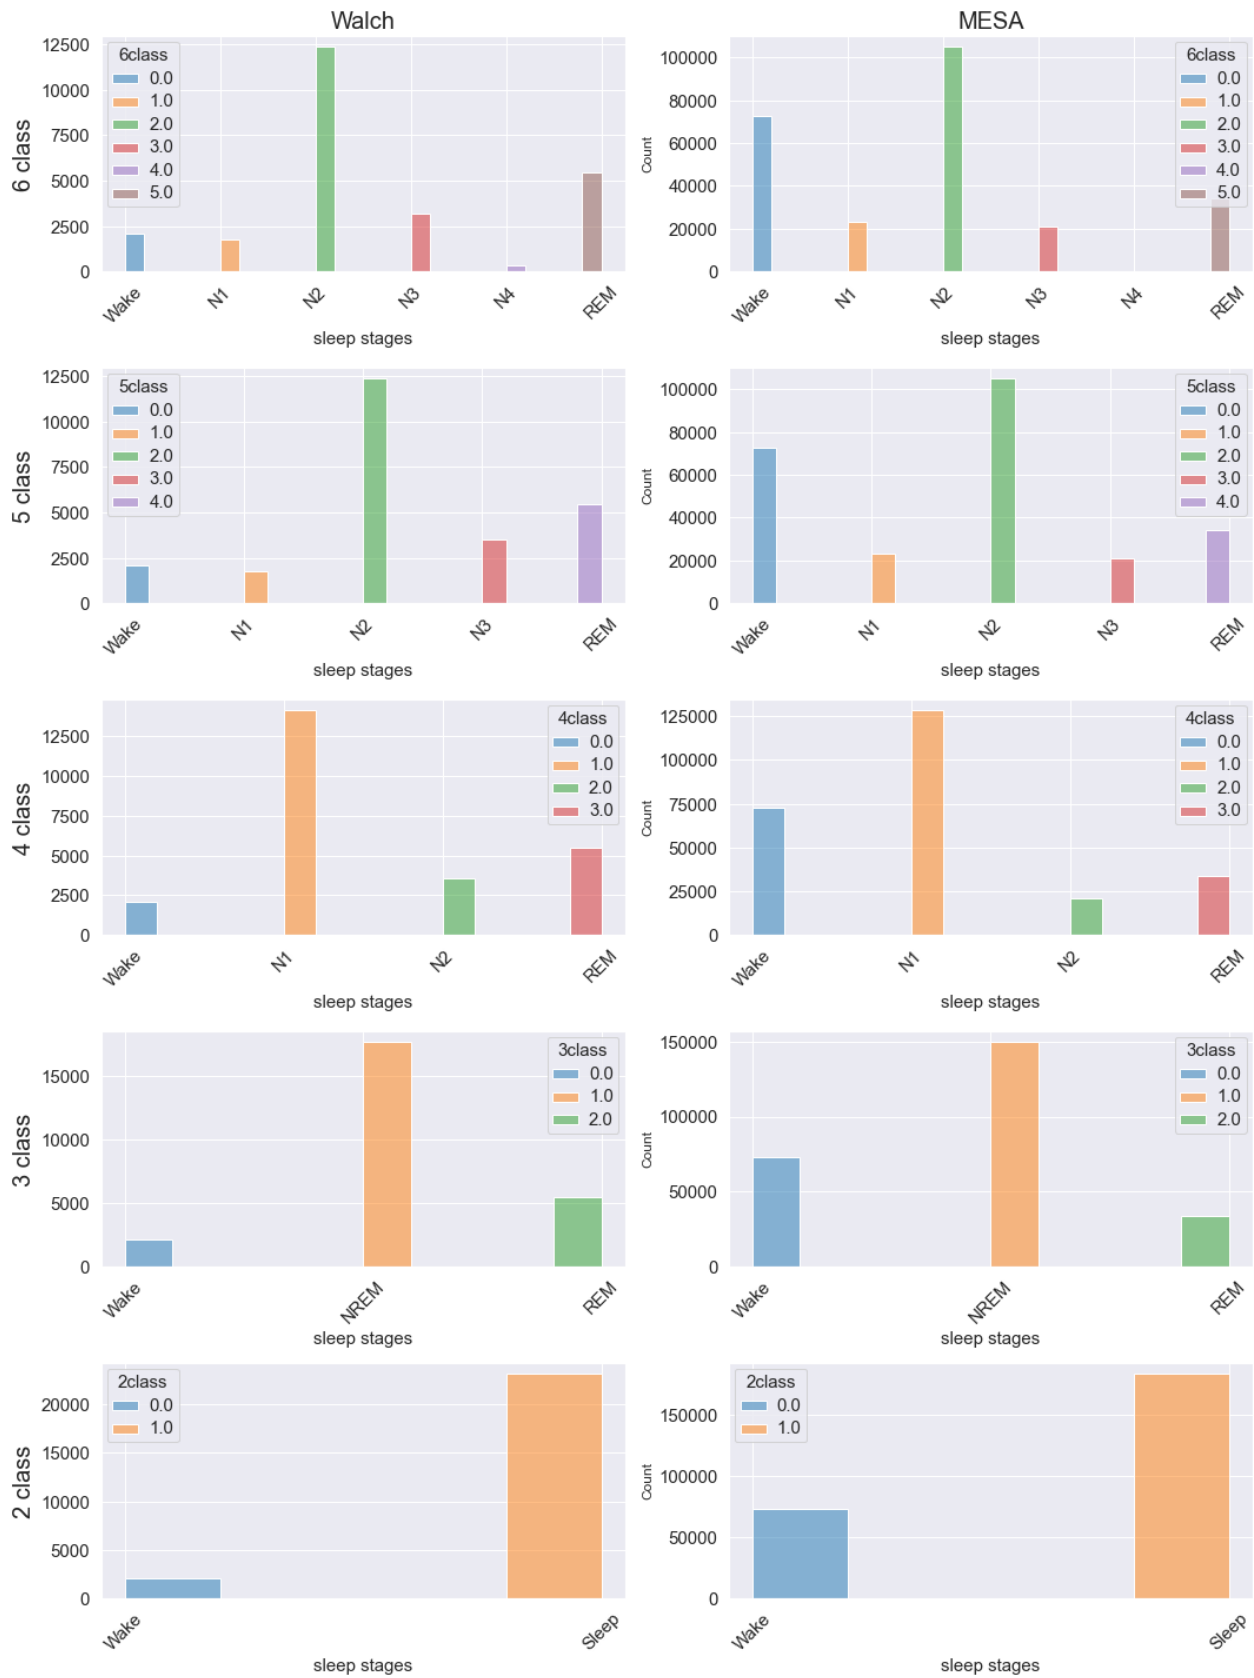 Walch
6 class
12500
10000
7500
5000
2500
0
6class
0.0
1.0
2.0
3.0
4.0
5.0
Wake
N1
N2
N3
N4
REM
sleep stages
MESA
Count
100000
80000
60000
40000
20000
0
6class
0.0
1.0
2.0
3.0
4.0
5.0
Wake
N1
N2
N3
N4
REM
sleep stages
5 class
12500
10000
7500
5000
2500
0
5class
0.0
1.0
2.0
3.0
4.0
Wake
N1
N2
N3
REM
sleep stages
Count
100000
80000
60000
40000
20000
0
5class
0.0
1.0
2.0
3.0
4.0
Wake
N1
N2
N3
REM
sleep stages
4 class
12500
10000
7500
5000
2500
0
4class
0.0
1.0
2.0
3.0
Wake
N1
N2
REM
sleep stages
Count
125000
100000
75000
50000
25000
0
4class
0.0
1.0
2.0
3.0
Wake
N1
N2
REM
sleep stages
3 class
15000
10000
5000
0
3class
0.0
1.0
2.0
Wake
NREM
REM
sleep stages
Count
150000
100000
50000
0
3class
0.0
1.0
2.0
Wake
NREM
REM
sleep stages
2 class
20000
15000
10000
5000
0
2class
0.0
1.0
Wake
Sleep
sleep stages
Count
150000
100000
50000
0
2class
0.0
1.0
Wake
Sleep
sleep stages